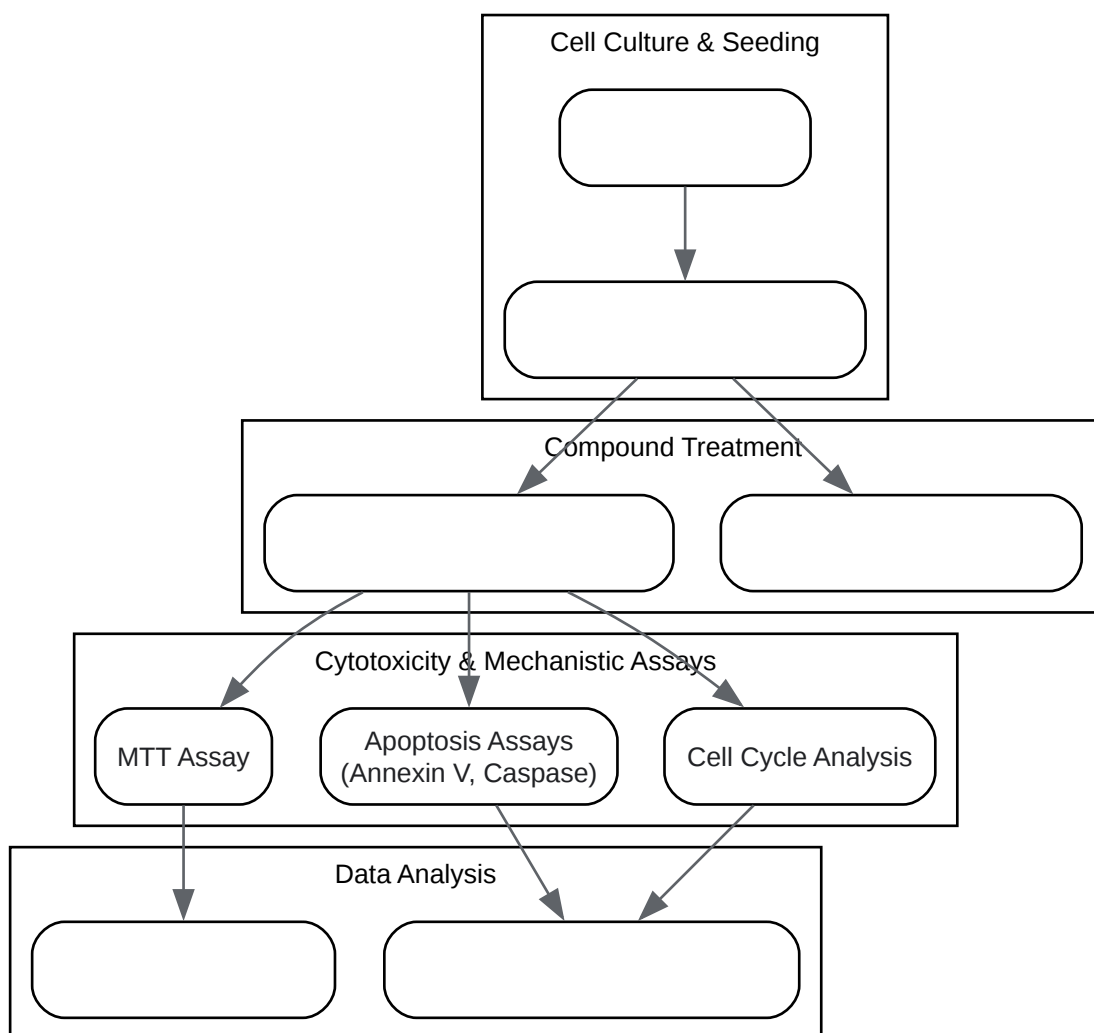 Cell Culture & Seeding
Compound Treatment
Cytotoxicity & Mechanistic Assays
MTT Assay
Apoptosis Assays
(Annexin V, Caspase)
Cell Cycle Analysis
Data Analysis